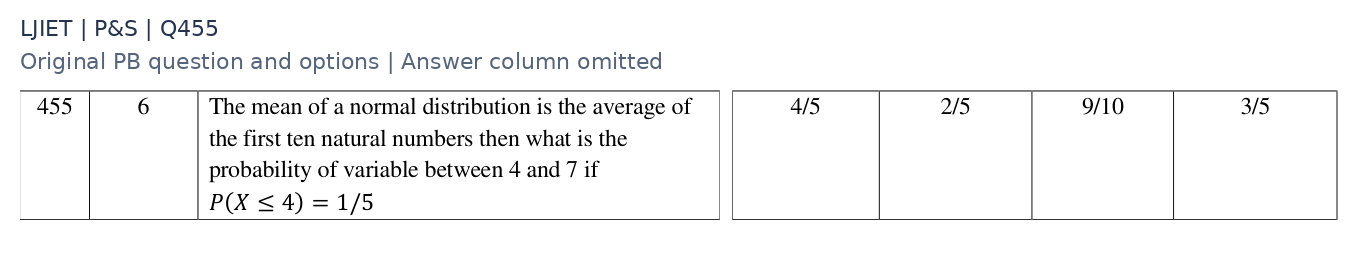 LJIET | P&S | Q455
Original PB question and options | Answer column omitted
455 6 The mean of a normal distribution is the average of 4/5 2/5 9/10 3/5
the first ten natural numbers then what is the
probability of variable between 4 and 7 if
𝑃(𝑋 ≤ 4) = 1/5